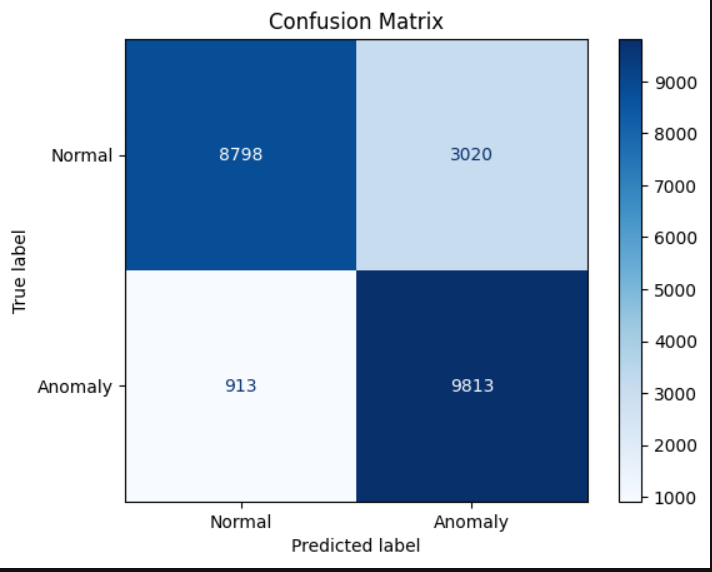 Confusion Matrix
True label
Normal
8798
3020
Anomaly
913
9813
Normal
Anomaly
Predicted label
9000
8000
7000
6000
5000
4000
3000
2000
1000